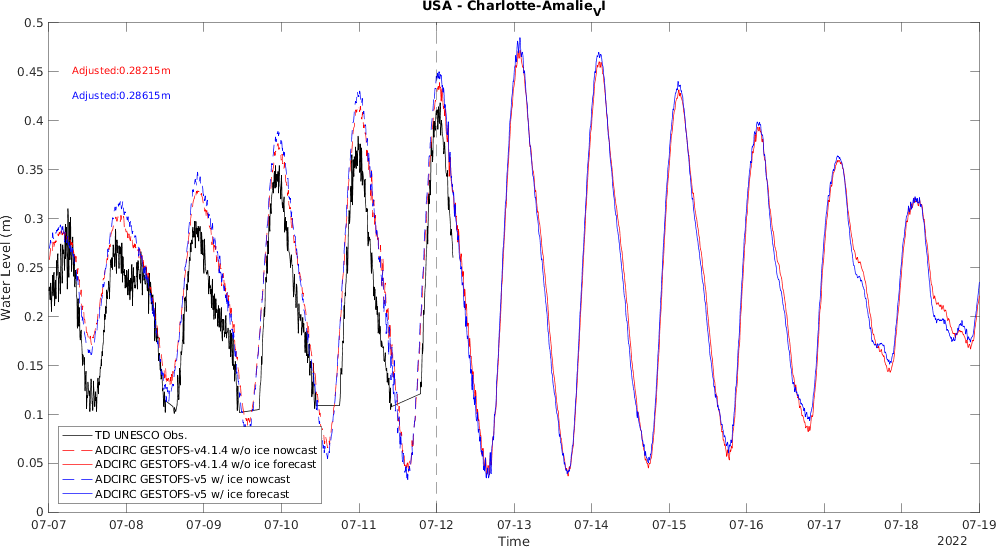 USA - Charlotte-AmalieVI
Adjusted:0.28215m
Adjusted:0.28615m
Water Level (m)
0.5
0.45
0.4
0.35
0.3
0.25
0.2
0.15
0.1
0.05
0
TD UNESCO Obs.
ADCIRC GESTOFS-v4.1.4 w/o ice nowcast
ADCIRC GESTOFS-v4.1.4 w/o ice forecast
ADCIRC GESTOFS-v5 w/ ice nowcast
ADCIRC GESTOFS-v5 w/ ice forecast
07-07 07-08 07-09 07-10 07-11 07-12 07-13 07-14 07-15 07-16 07-17 07-18 07-19
Time
2022